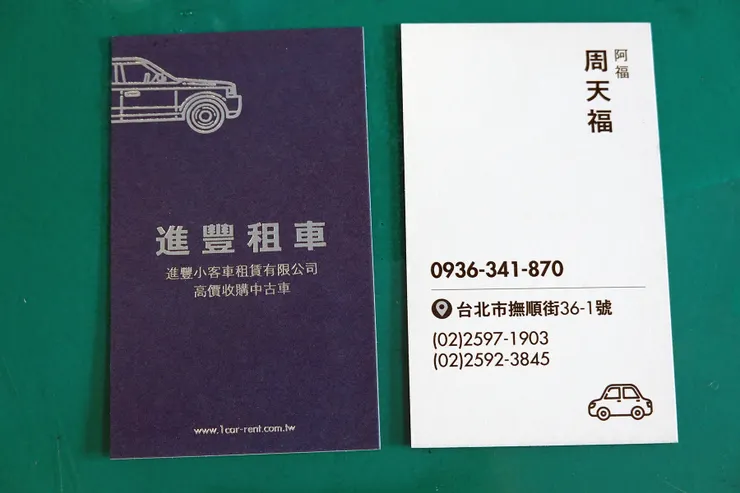 進豐租車
進豐小客車租賃有限公司
高價收購中古車
www.1car-rent.com.tw
阿福
周天福
0936-341-870
台北市撫順街36-1號
(02)2597-1903
(02)2592-3845